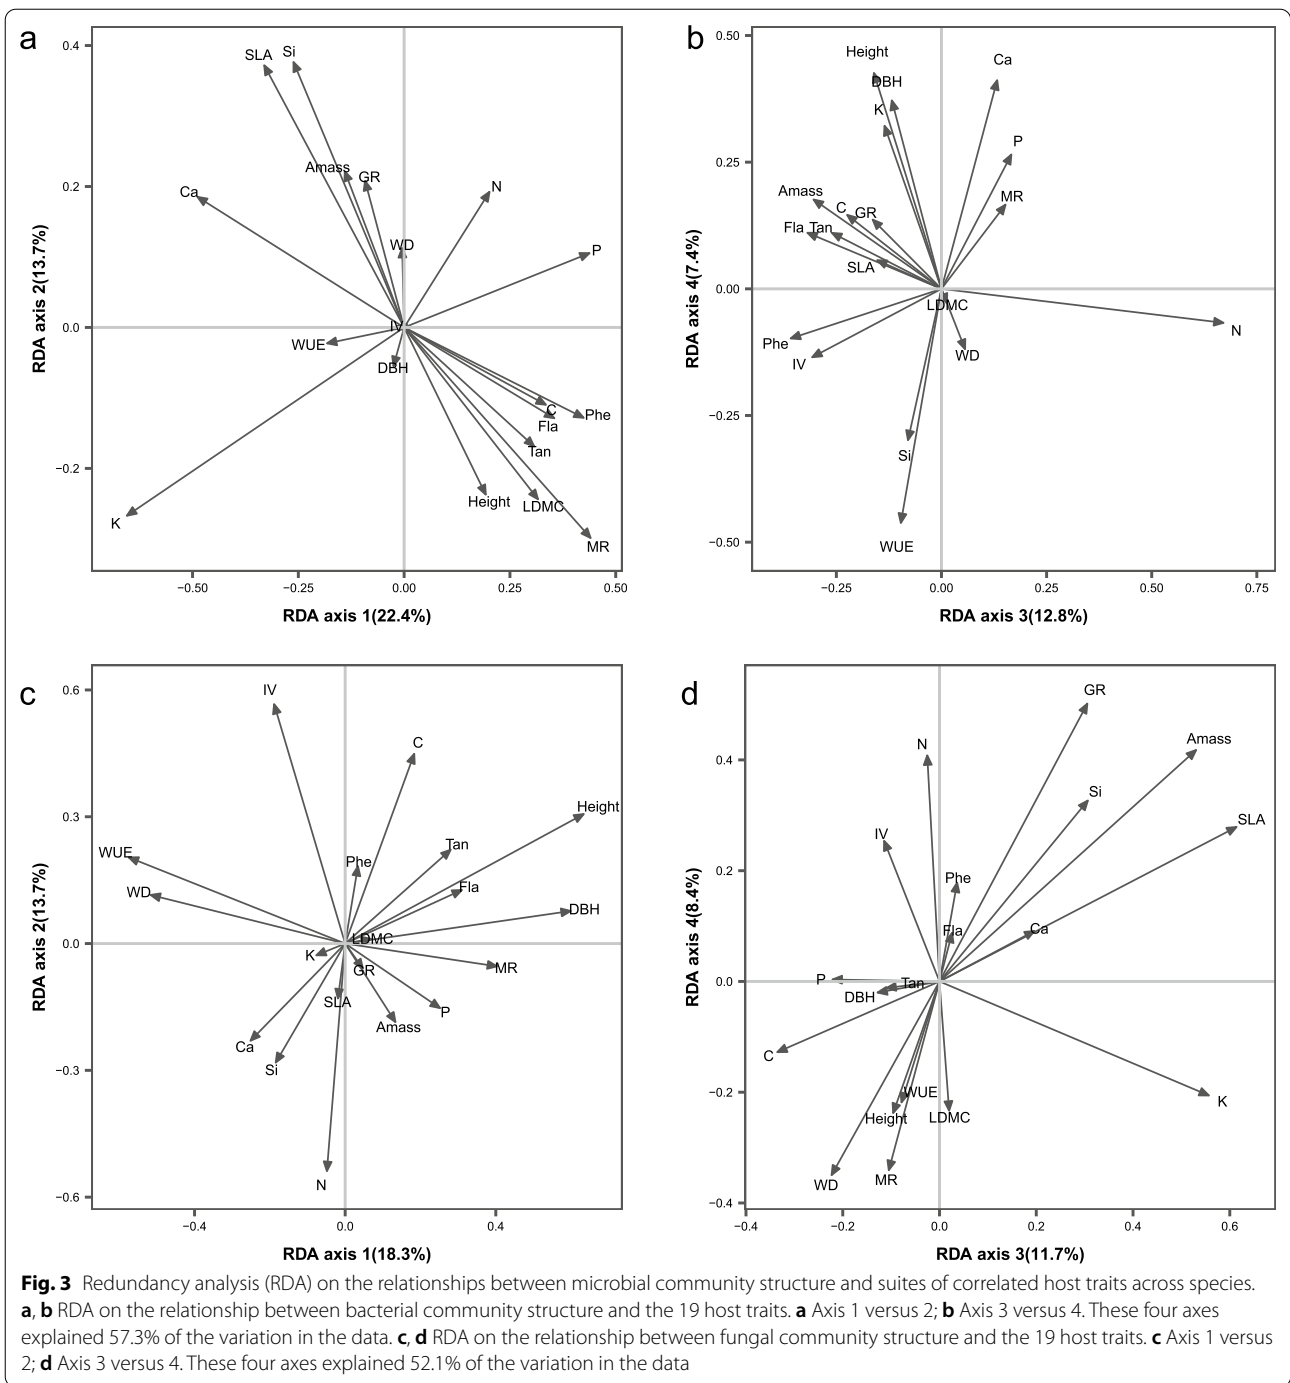 a
0.4
0.2
0.0
−0.2
RDA axis 2(13.7%)
SLA
Si
Amass
GR
Ca
N
WD
P
IV
WUE
DBH
C
Phe
Fla
Tan
Height
LDMC
K
MR
−0.50
−0.25
0.00
0.25
0.50
RDA axis 1(22.4%)
b
0.50
0.25
0.00
−0.25
−0.50
RDA axis 4(7.4%)
Height
Ca
DBH
K
P
Amass
MR
C
GR
Fla
Tan
SLA
LDMC
N
Phe
WD
IV
Si
WUE
−0.25
0.00
0.25
0.50
0.75
RDA axis 3(12.8%)
c
0.6
0.3
0.0
−0.3
−0.6
RDA axis 2(13.7%)
IV
C
Height
Tan
WUE
Phe
Fla
WD
DBH
LDMC
K
GR
MR
SLA
P
Amass
Ca
Si
N
−0.4
0.0
0.4
RDA axis 1(18.3%)
d
0.4
0.2
0.0
−0.2
−0.4
RDA axis 4(8.4%)
GR
N
Amass
Si
SLA
IV
Phe
Fla
Ca
P
Tan
DBH
C
WUE
K
Height
LDMC
WD
MR
−0.4
−0.2
0.0
0.2
0.4
0.6
RDA axis 3(11.7%)
Fig. 3 Redundancy analysis (RDA) on the relationships between microbial community structure and suites of correlated host traits across species.
a, b RDA on the relationship between bacterial community structure and the 19 host traits. a Axis 1 versus 2; b Axis 3 versus 4. These four axes
explained 57.3% of the variation in the data. c, d RDA on the relationship between fungal community structure and the 19 host traits. c Axis 1 versus
2; d Axis 3 versus 4. These four axes explained 52.1% of the variation in the data